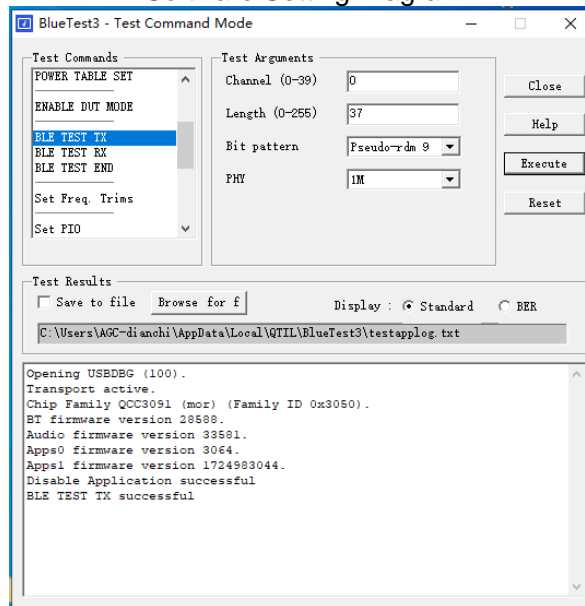 BlueTest3 - Test Command Mode
Test Commands
POWER TABLE SET
ENABLE DUT MODE
BLE TEST TX
BLE TEST RX
BLE TEST END
Set Freq. Trims
Set PIO
Test Arguments
Channel (0-39) 0
Length (0-255) 37
Bit pattern Pseudo-rdm 9
PHY 1M
Close
Help
Execute
Reset
Test Results
Save to file Browse for f Display : Standard BER
C:\Users\AGC-dianchi\AppData\Local\QTIL\BlueTest3\testapplog.txt
Opening USBDBG (100).
Transport active.
Chip Family QCC3091 (mor) (Family ID 0x3050).
BT firmware version 28588.
Audio firmware version 33581.
Apps0 firmware version 3064.
Apps1 firmware version 1724983044.
Disable Application successful
BLE TEST TX successful